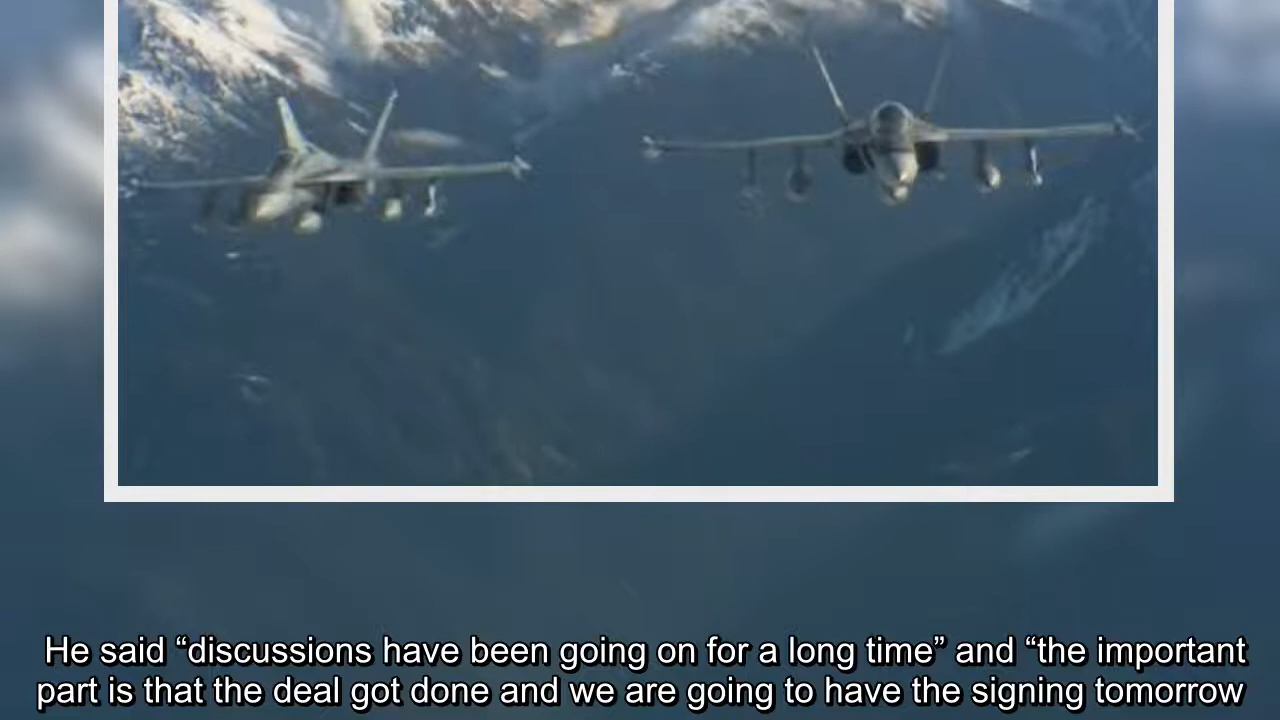 He said “discussions have been going on for a long time” and “the important
part is that the deal got done and we are going to have the signing tomorrow